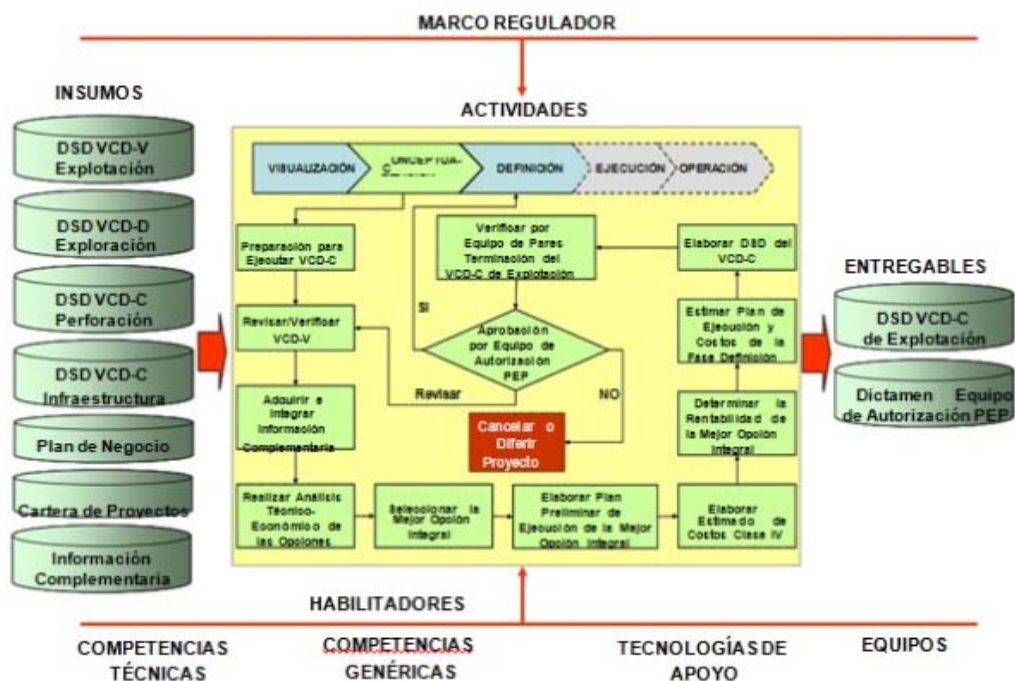 MARCO REGULADOR
INSUMOS
DSD VCD-V
Explotación
DSD VCD-D
Exploración
DSD VCD-C
Perforación
DSD VCD-C
Infraestructura
Plan de Negocio
Cartera de Proyectos
Información
Complementaria
ACTIVIDADES
VISUALIZACIÓN
DEFINICIÓN
EJECUCIÓN
OPERACIÓN
Preparación para
Ejecutar VCD-C
Revisar/Verificar
VCD-V
Adquirir e
Integrar
Información
Complementaria
Realizar Análisis
Técnico-
Económico de
las Opciones
Seleccionar la
Mejor Opción
Integral
Elaborar Plan
Preliminar de
Ejecución de la Mejor
Opción Integral
Elaborar
Estimado de
Costos Clase IV
Determinar la
Rentabilidad de
la Mejor Opción
Integral
Estimar Plan de
Ejecución y
Costos de la
Fase Definición
Elaborar DSD del
VCD-C
Verificar por
Equipo de Pares
Terminación del
VCD-C de Explotación
Aprobación
por Equipo de
Autorización
PEP
SI
Revisar
NO
Cancelar o
Diferir
Proyecto
ENTREGABLES
DSD VCD-C
de Explotación
Dictamen Equipo
de Autorización PEP
HABILITADORES
COMPETENCIAS
TÉCNICAS
COMPETENCIAS
GENÉRICAS
TECNOLOGÍAS DE
APOYO
EQUIPOS